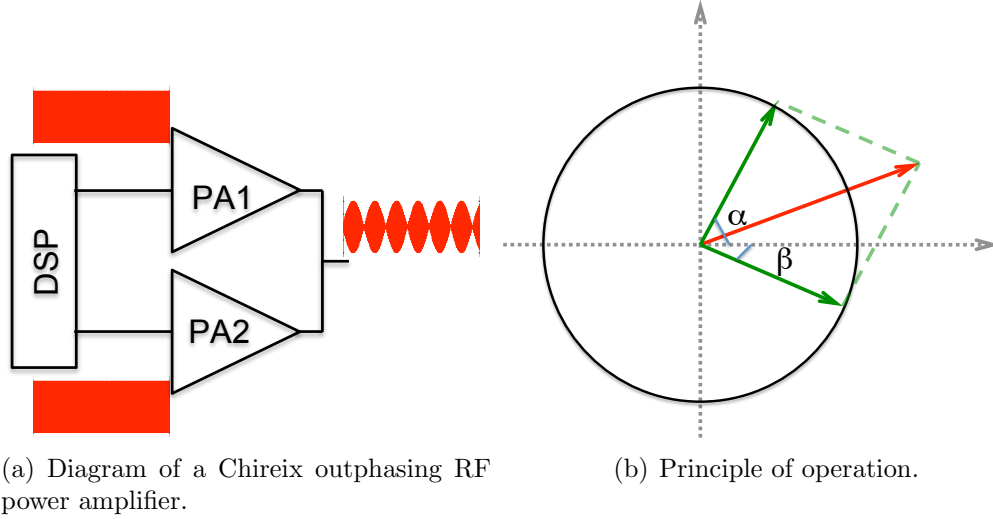 DSP
PA1
PA2
α
β
(a) Diagram of a Chireix outphasing RF
power amplifier.
(b) Principle of operation.